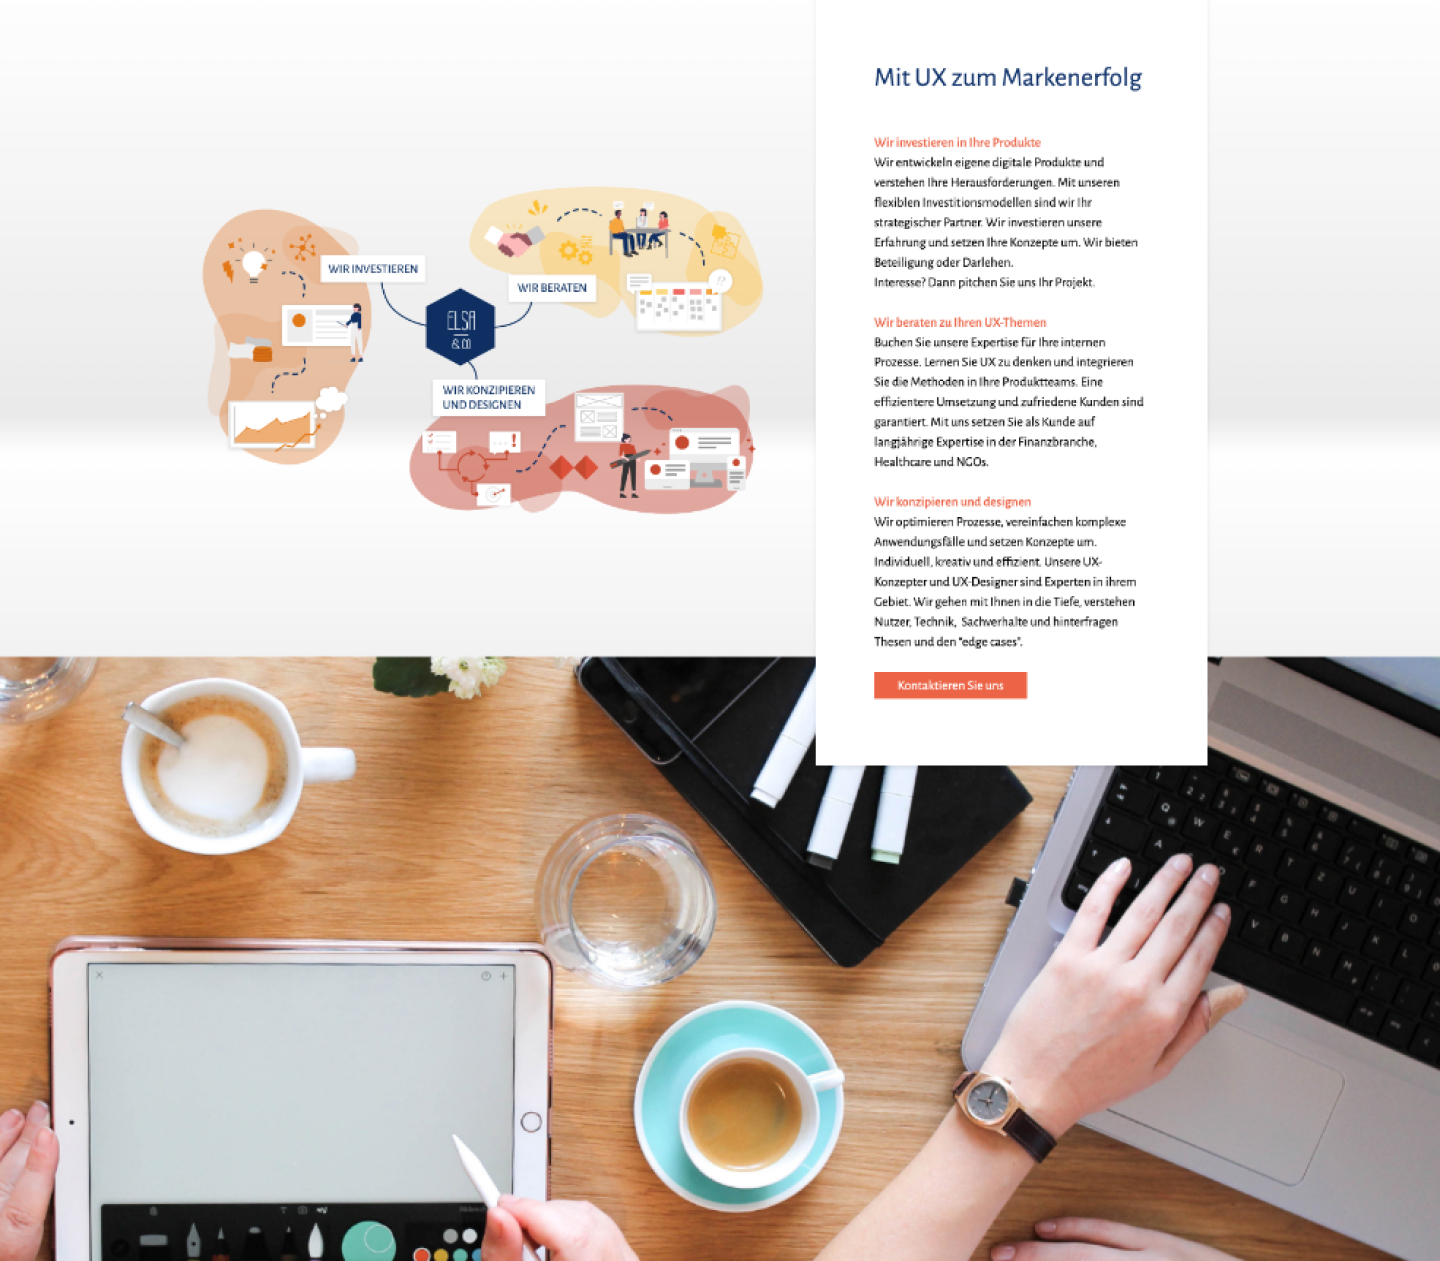 WIR INVESTIEREN
WIR BERATEN
ELSA
& CO
WIR KONZIPIEREN
UND DESIGNEN
Mit UX zum Markenerfolg
Wir investieren in Ihre Produkte
Wir entwickeln eigene digitale Produkte und
verstehen Ihre Herausforderungen. Mit unseren
flexiblen Investitionsmodellen sind wir Ihr
strategischer Partner. Wir investieren unsere
Erfahrung und setzen Ihre Konzepte um. Wir bieten
Beteiligung oder Darlehen.
Interesse? Dann pitchen Sie uns Ihr Projekt.
Wir beraten zu Ihren UX-Themen
Buchen Sie unsere Expertise für Ihre internen
Prozesse. Lernen Sie UX zu denken und integrieren
Sie die Methoden in Ihre Produktteams. Eine
effizientere Umsetzung und zufriedene Kunden sind
garantiert. Mit uns setzen Sie als Kunde auf
langjährige Expertise in der Finanzbranche,
Healthcare und NGOs.
Wir konzipieren und designen
Wir optimieren Prozesse, vereinfachen komplexe
Anwendungsfälle und setzen Konzepte um.
Individuell, kreativ und effizient. Unsere UX-
Konzepter und UX-Designer sind Experten in ihrem
Gebiet. Wir gehen mit Ihnen in die Tiefe, verstehen
Nutzer, Technik, Sachverhalte und hinterfragen
Thesen und den "edge cases".
Kontaktieren Sie uns